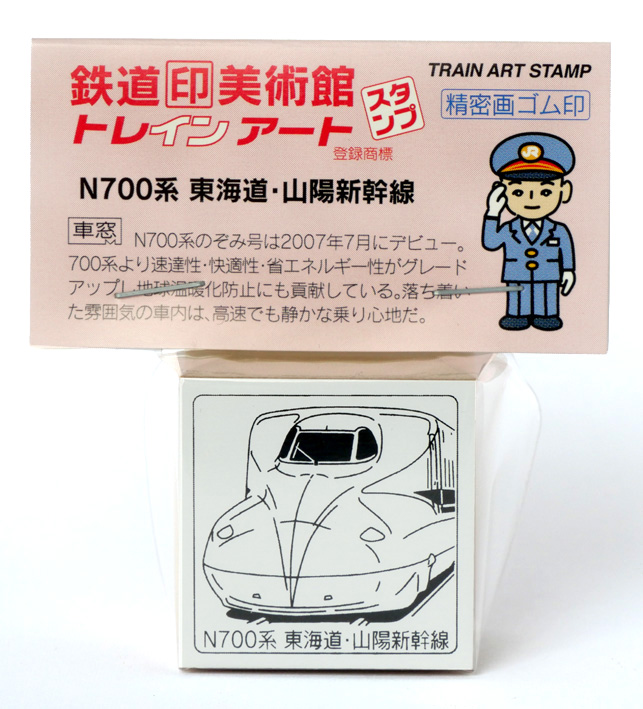 鉄道印美術館
スタンプ
TRAIN ART STAMP
トレインアート
登録商標
精密画ゴム印
N700系 東海道・山陽新幹線
JR
車窓 N700系のぞみ号は2007年7月にデビュー。
700系より速達性・快適性・省エネルギー性がグレード
アップし地球温暖化防止にも貢献している。落ち着い
た雰囲気の車内は、高速でも静かな乗り心地だ。
N700系 東海道・山陽新幹線